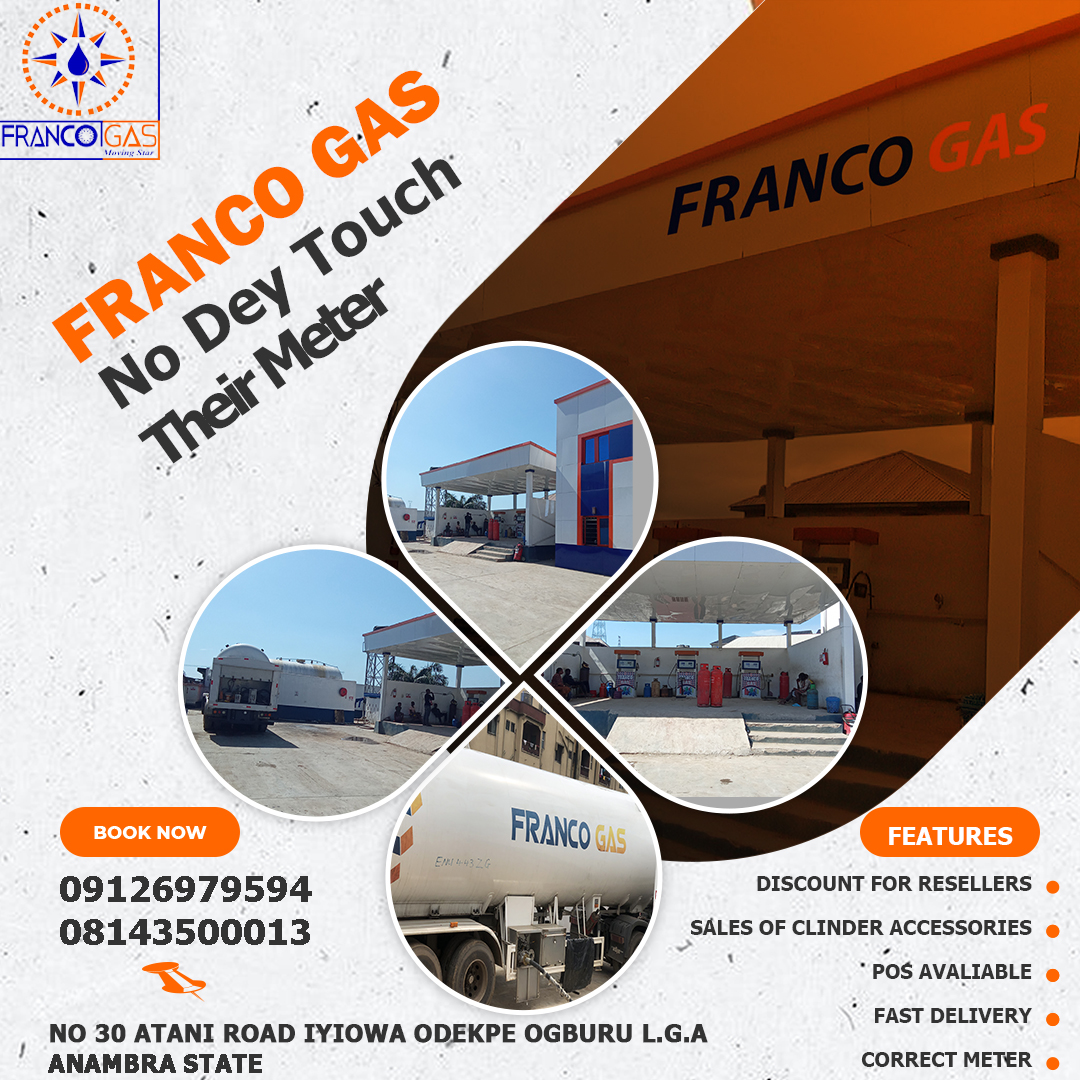 FRANCO GAS
Moving Star
FRANCO GAS
No Dey Touch
Their Meter
FRANCO GAS
FRANCO GAS
BOOK NOW
09126979594
08143500013
NO 30 ATANI ROAD IYIOWA ODEKPE OGBURU L.G.A
ANAMBRA STATE
FEATURES
DISCOUNT FOR RESELLERS
SALES OF CLINDER ACCESSORIES
POS AVALIABLE
FAST DELIVERY
CORRECT METER